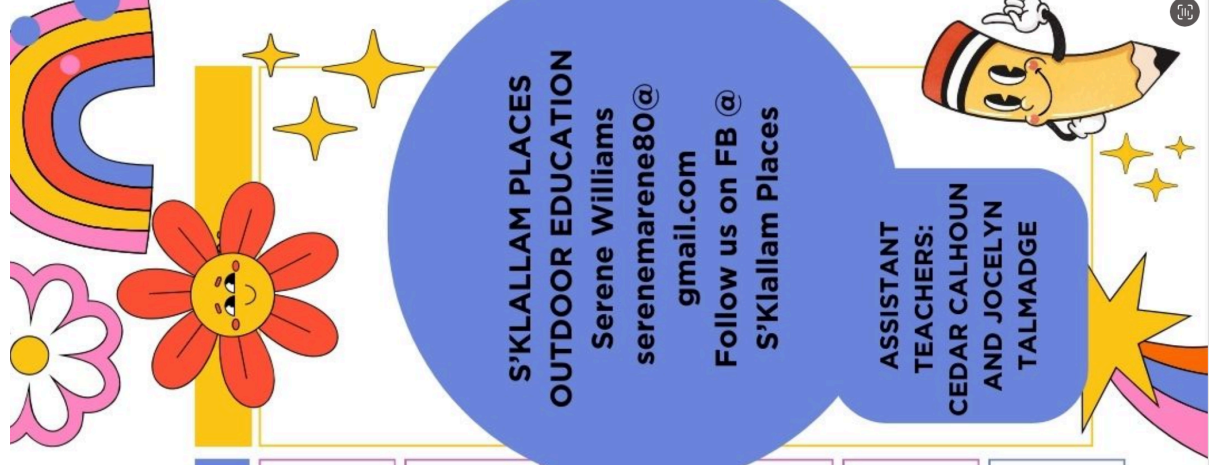 S'KLALLAM PLACES
OUTDOOR EDUCATION
Serene Williams
serenemarene80@
gmail.com
Follow us on FB @
S'Klallam Places
ASSISTANT
TEACHERS:
CEDAR CALHOUN
AND JOCELYN
TALMADGE